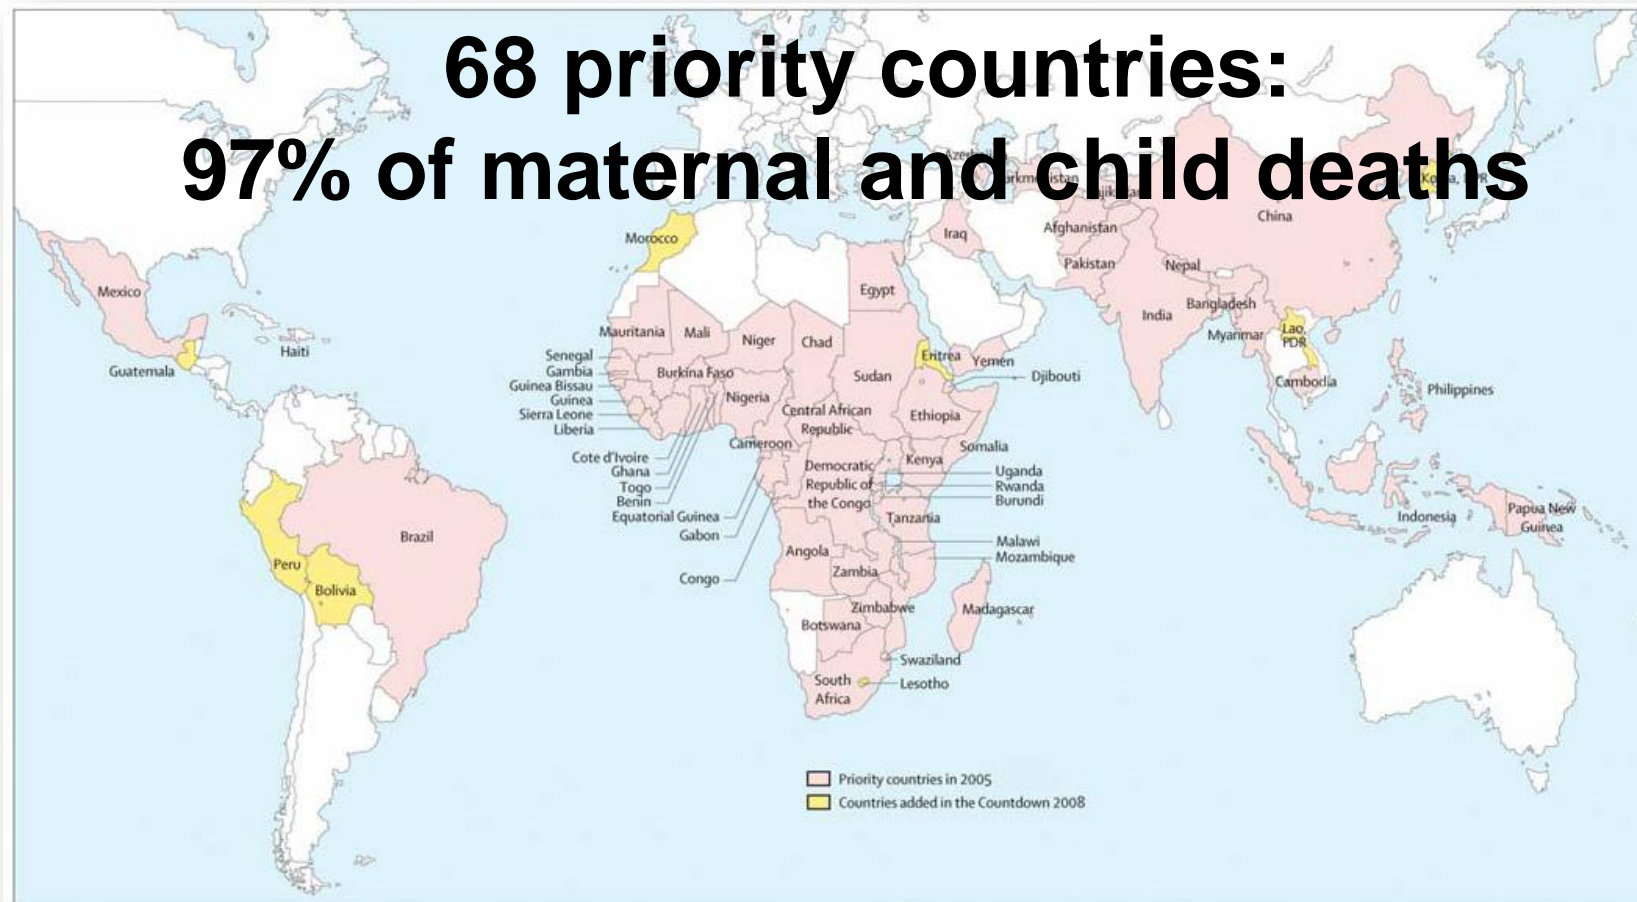 68 priority countries:
97% of maternal and child deaths
China
Morocco
Iraq
Afghanistan
Pakistan
Nepal
Mexico
Egypt
India
Bangladesh
Myanmar
Lao,
PDR
Haiti
Guatemala
Mauritania
Mali
Niger
Chad
Senegal
Gambia
Guinea Bissau
Guinea
Sierra Leone
Liberia
Burkina Faso
Nigeria
Sudan
Eritrea
Yemen
Djibouti
Cambodia
Philippines
Central African
Republic
Ethiopia
Cameroon
Somalia
Cote d'Ivoire
Ghana
Togo
Benin
Equatorial Guinea
Gabon
Congo
Democratic
Republic of
the Congo
Kenya
Uganda
Rwanda
Burundi
Tanzania
Indonesia
Papua New
Guinea
Brazil
Peru
Bolivia
Angola
Zambia
Malawi
Mozambique
Zimbabwe
Botswana
Madagascar
Swaziland
South
Africa
Lesotho
Priority countries in 2005
Countries added in the Countdown 2008